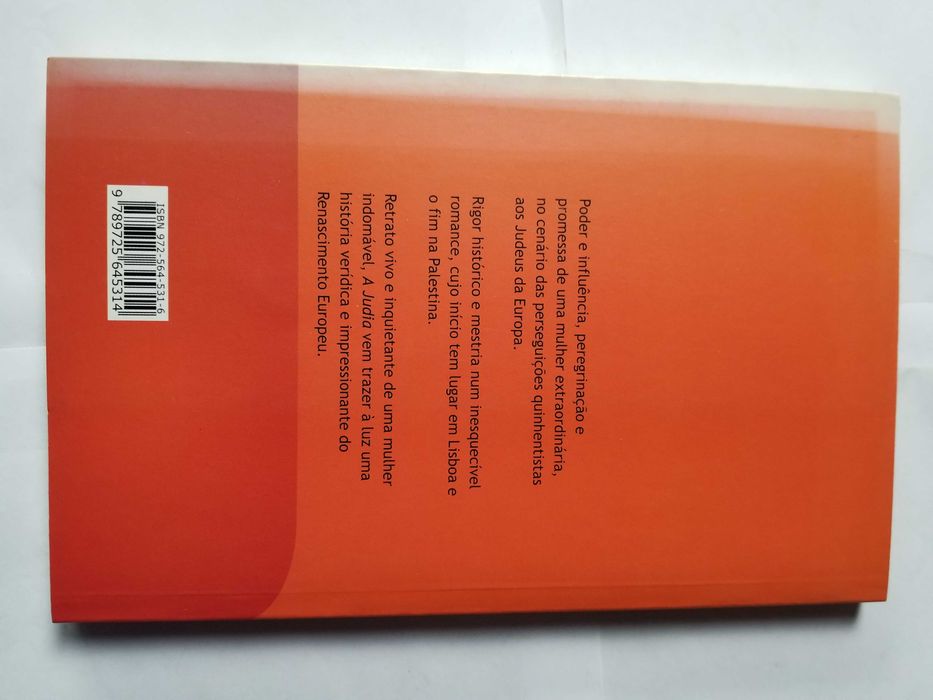 Poder e influência, peregrinação e
promessa de uma mulher extraordinária,
no cenário das perseguições quinhentistas
aos Judeus da Europa.
Rigor histórico e mestria num inesquecivel
romance, cujo início tem lugar em Lisboa e
o fim na Palestina.
Retrato vivo e inquietante de uma mulher
indomável, A Judia vem trazer à luz uma
história verídica e impressionante do
Renascimento Europeu.
ISBN 972-564-531-6
9 789725 645314